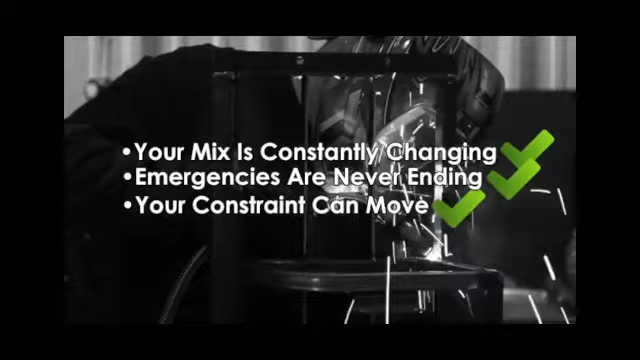 •Your Mix Is Constantly Changing
•Emergencies Are Never Ending
•Your Constraint Can Move